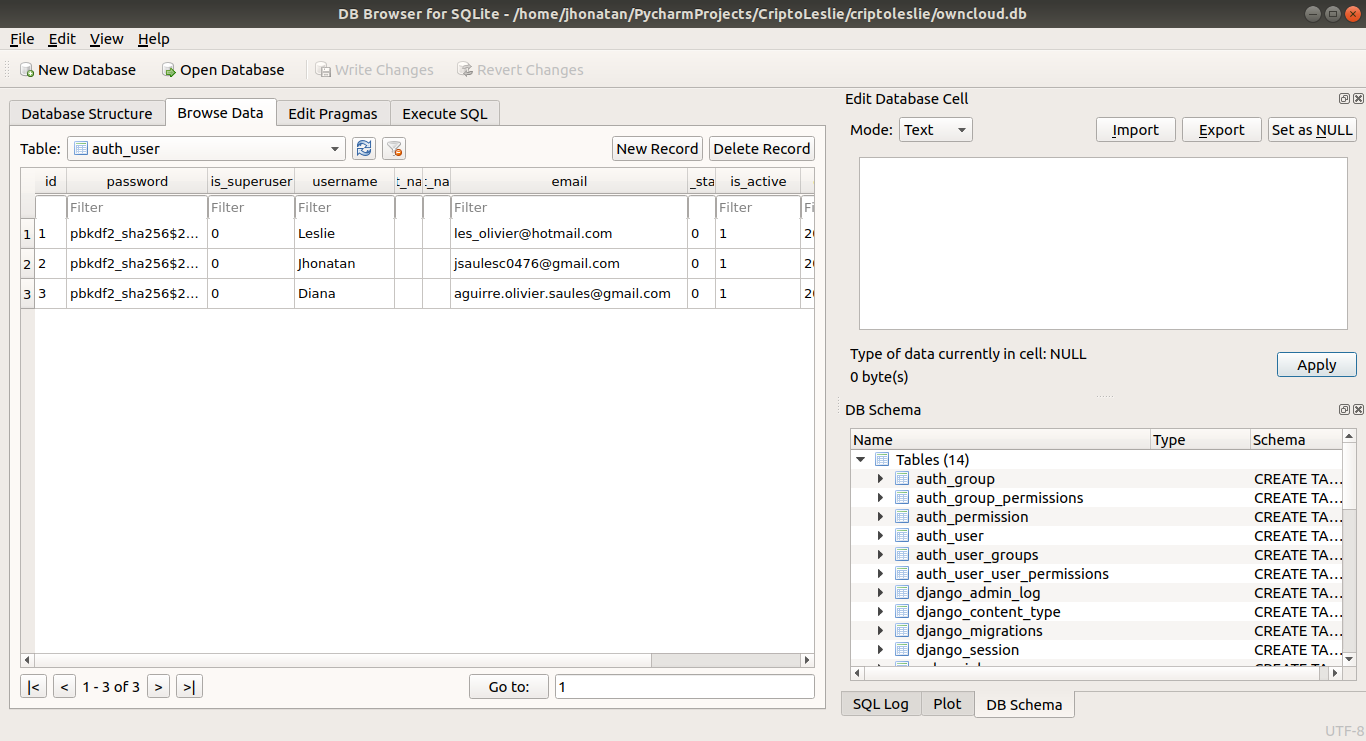 DB Browser for SQLite - /home/jhonatan/PycharmProjects/CriptoLeslie/criptoleslie/owncloud.db
File Edit View Help
New Database Open Database Write Changes Revert Changes
Database Structure Browse Data Edit Pragmas Execute SQL
Table: auth_user New Record Delete Record
id password is_superuser username t_na t_na email _sta is_active
Filter Filter Filter Filter Filter Fi
1 1 pbkdf2_sha256$2... 0 Leslie les_olivier@hotmail.com 0 1 20
2 2 pbkdf2_sha256$2... 0 Jhonatan jsaulesc0476@gmail.com 0 1 20
3 3 pbkdf2_sha256$2... 0 Diana aguirre.olivier.saules@gmail.com 0 1 20
|< < 1 - 3 of 3 > >| Go to: 1
Edit Database Cell
Mode: Text Import Export Set as NULL
Type of data currently in cell: NULL
0 byte(s)
Apply
DB Schema
Name Type Schema
Tables (14)
auth_group CREATE TA...
auth_group_permissions CREATE TA...
auth_permission CREATE TA...
auth_user CREATE TA...
auth_user_groups CREATE TA...
auth_user_user_permissions CREATE TA...
django_admin_log CREATE TA...
django_content_type CREATE TA...
django_migrations CREATE TA...
django_session CREATE TA...
SQL Log Plot DB Schema
UTF-8